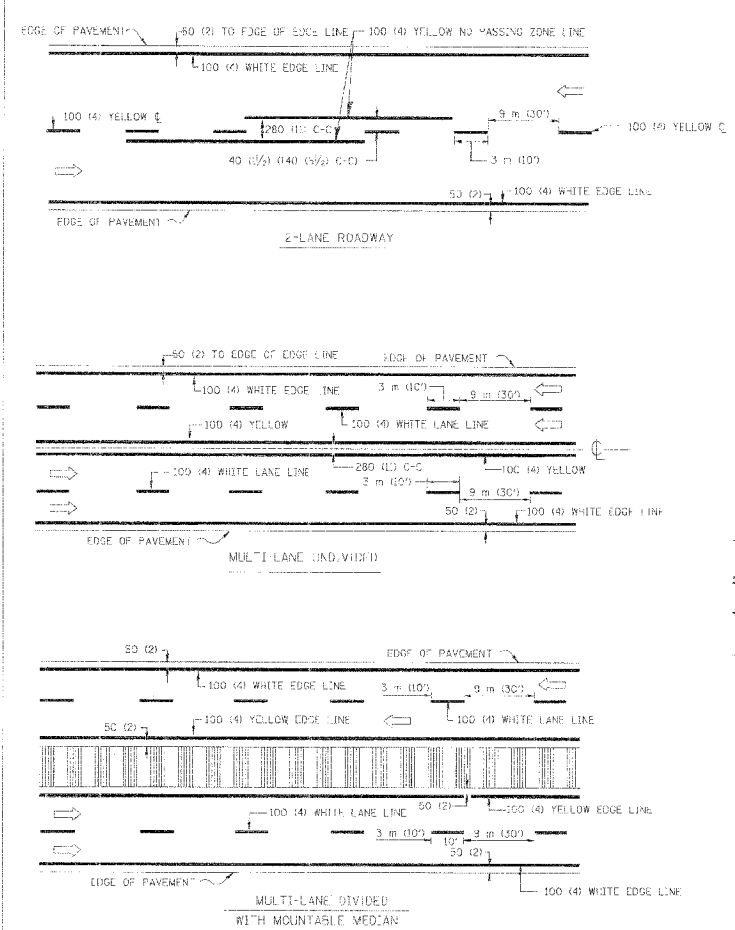 EDGE OF PAVEMENT
50 (2) TO EDGE OF EDGE LINE
100 (4) YELLOW NO PASSING ZONE LINE
100 (4) WHITE EDGE LINE
9 m (30')
100 (4) YELLOW ℄
280 (11) C-C
100 (4) YELLOW ℄
40 (1½) (140 (5½) C-C)
3 m (10')
50 (2)
100 (4) WHITE EDGE LINE
EDGE OF PAVEMENT
2-LANE ROADWAY
50 (2) TO EDGE OF EDGE LINE
EDGE OF PAVEMENT
100 (4) WHITE EDGE LINE
3 m (10')
9 m (30')
100 (4) YELLOW
100 (4) WHITE LANE LINE
℄
100 (4) WHITE LANE LINE
280 (11) C-C
100 (4) YELLOW
3 m (10')
9 m (30')
50 (2)
100 (4) WHITE EDGE LINE
EDGE OF PAVEMENT
MULTI-LANE UNDIVIDED
50 (2)
EDGE OF PAVEMENT
100 (4) WHITE EDGE LINE
3 m (10')
9 m (30')
50 (2)
100 (4) YELLOW EDGE LINE
100 (4) WHITE LANE LINE
100 (4) WHITE LANE LINE
50 (2)
100 (4) YELLOW EDGE LINE
3 m (10')
9 m (30')
10'
50 (2)
EDGE OF PAVEMENT
100 (4) WHITE EDGE LINE
MULTI-LANE DIVIDED
WITH MOUNTABLE MEDIAN